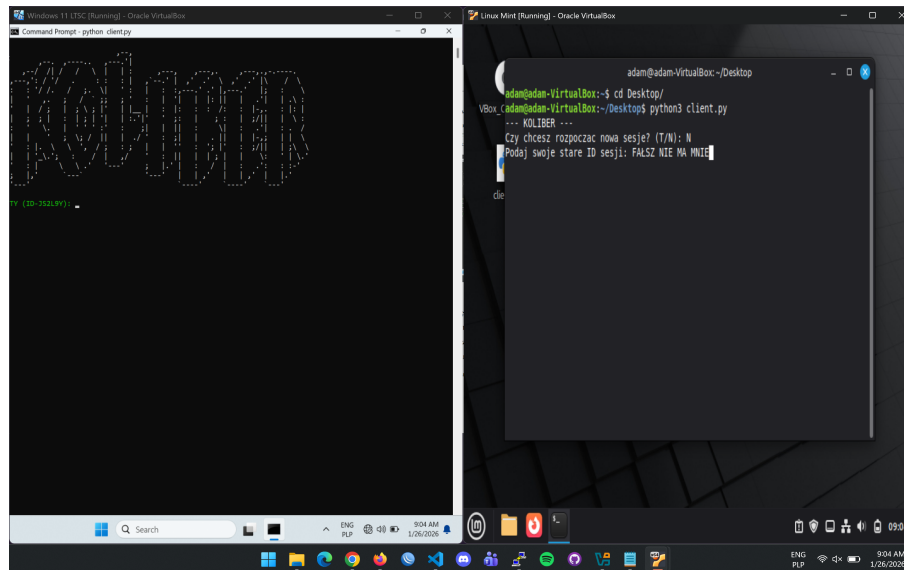 Windows 11 LTSC [Running] - Oracle VirtualBox
Command Prompt - python client.py
TY (ID-J52L9Y):
Search
ENG
PLP
9:04 AM
1/26/2026
Linux Mint [Running] - Oracle VirtualBox
adam@adam-VirtualBox: ~/Desktop
adam@adam-VirtualBox:~$ cd Desktop/
adam@adam-VirtualBox:~/Desktop$ python3 client.py
--- KOLIBER ---
Czy chcesz rozpoczac nowa sesje? (T/N): N
Podaj swoje stare ID sesji: FAŁSZ NIE MA MNIE
VBox_G
clie
09:0
ENG
PLP
9:04 AM
1/26/2026